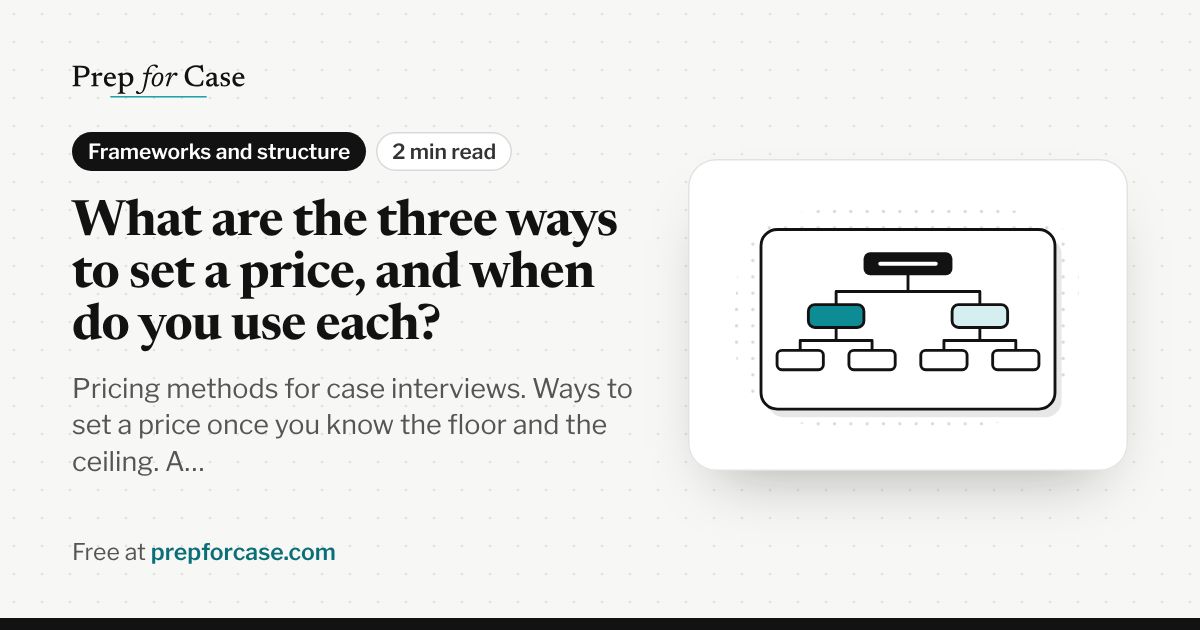 Prep for Case
Frameworks and structure
2 min read
What are the three ways
to set a price, and when
do you use each?
Pricing methods for case interviews. Ways to
set a price once you know the floor and the
ceiling. A...
Free at prepforcase.com